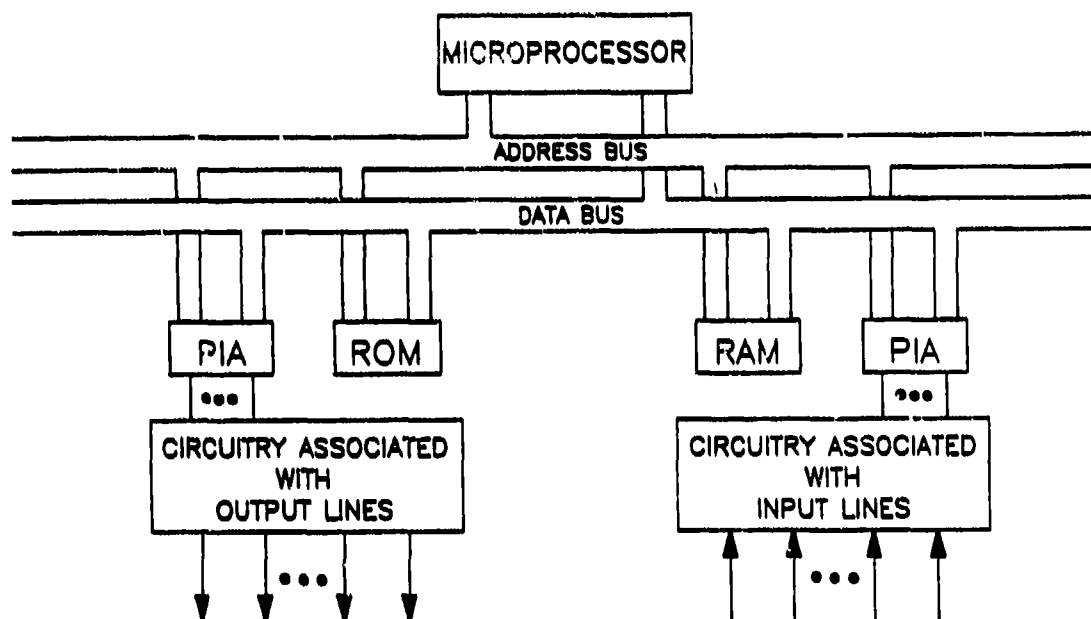 MICROPROCESSOR
ADDRESS BUS
DATA BUS
PIA
ROM
RAM
PIA
CIRCUITRY ASSOCIATED
WITH
OUTPUT LINES
CIRCUITRY ASSOCIATED
WITH
INPUT LINES